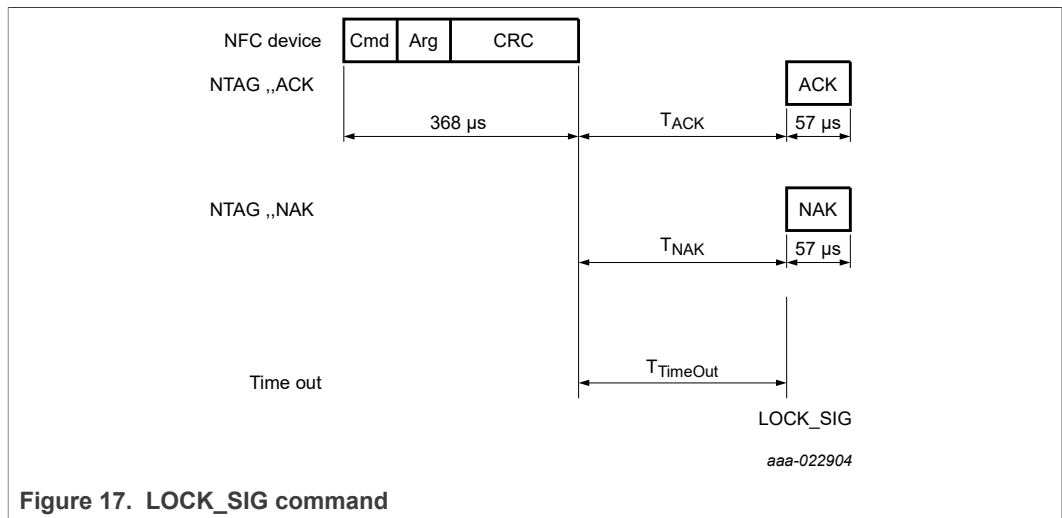 NFC device Cmd Arg CRC
NTAG ,,ACK ACK
368 µs TACK 57 µs
NTAG ,,NAK NAK
TNAK 57 µs
Time out TTimeOut
LOCK_SIG
aaa-022904
Figure 17. LOCK_SIG command